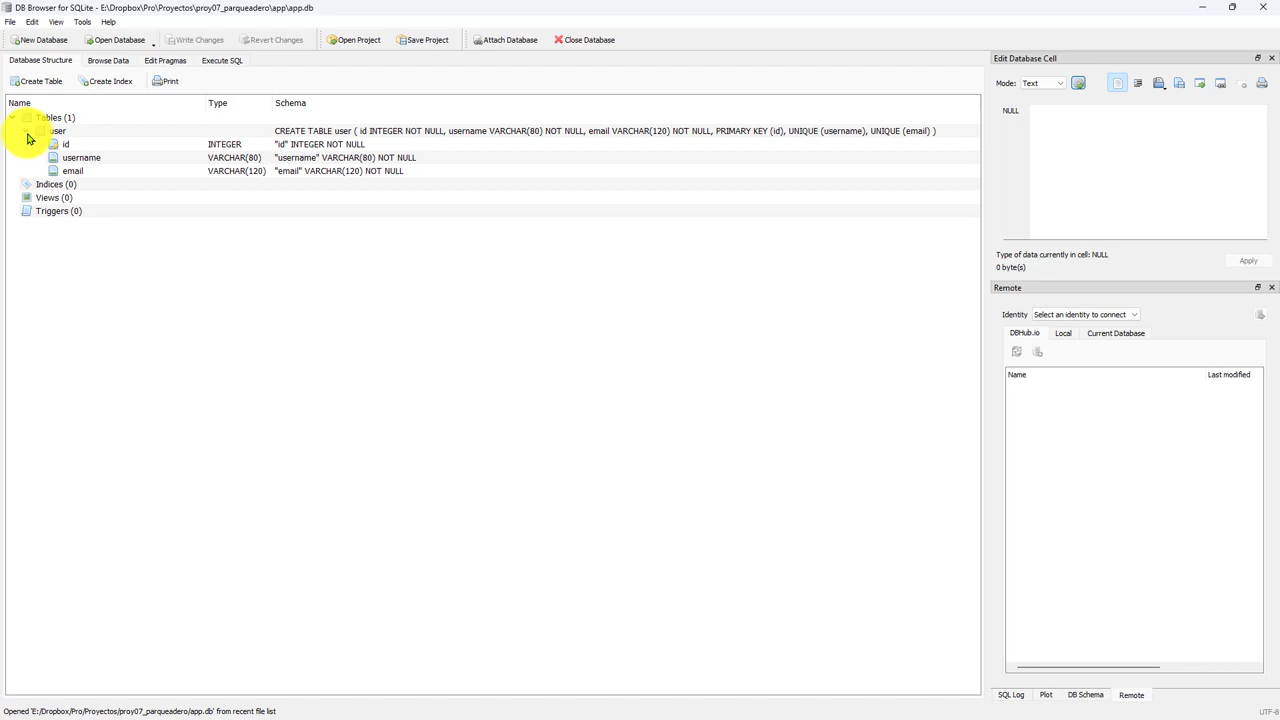 DB Browser for SQLite - E:\Dropbox\Pro\Proyectos\proy07_parqueadero\app\app.db
File Edit View Tools Help
New Database Open Database Write Changes Revert Changes Open Project Save Project Attach Database Close Database
Database Structure Browse Data Edit Pragmas Execute SQL
Create Table Create Index Print
Name Type Schema
Tables (1)
user CREATE TABLE user ( id INTEGER NOT NULL, username VARCHAR(80) NOT NULL, email VARCHAR(120) NOT NULL, PRIMARY KEY (id), UNIQUE (username), UNIQUE (email) )
id INTEGER "id" INTEGER NOT NULL
username VARCHAR(80) "username" VARCHAR(80) NOT NULL
email VARCHAR(120) "email" VARCHAR(120) NOT NULL
Indices (0)
Views (0)
Triggers (0)
Edit Database Cell
Mode: Text
NULL
Type of data currently in cell: NULL
0 byte(s)
Apply
Remote
Identity Select an identity to connect
DBHub.io Local Current Database
Name Last modified
SQL Log Plot DB Schema Remote
Opened 'E:/Dropbox/Pro/Proyectos/proy07_parqueadero/app.db' from recent file list
UTF-8